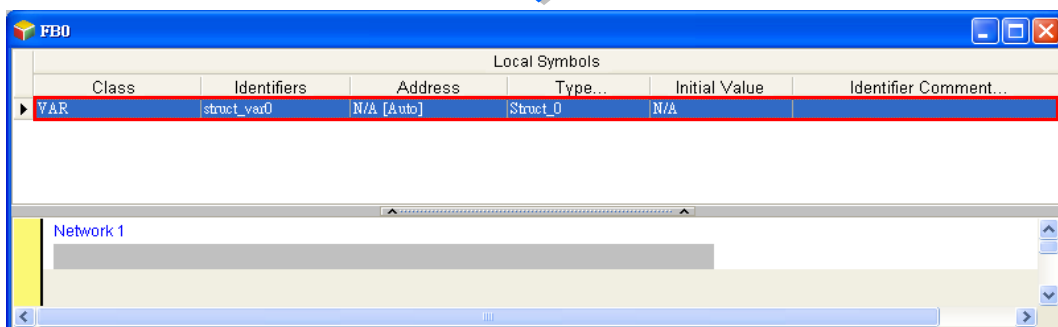 FB0
Local Symbols
Class Identifiers Address Type... Initial Value Identifier Comment...
VAR struct_var0 N/A [Auto] Struct_0 N/A
Network 1